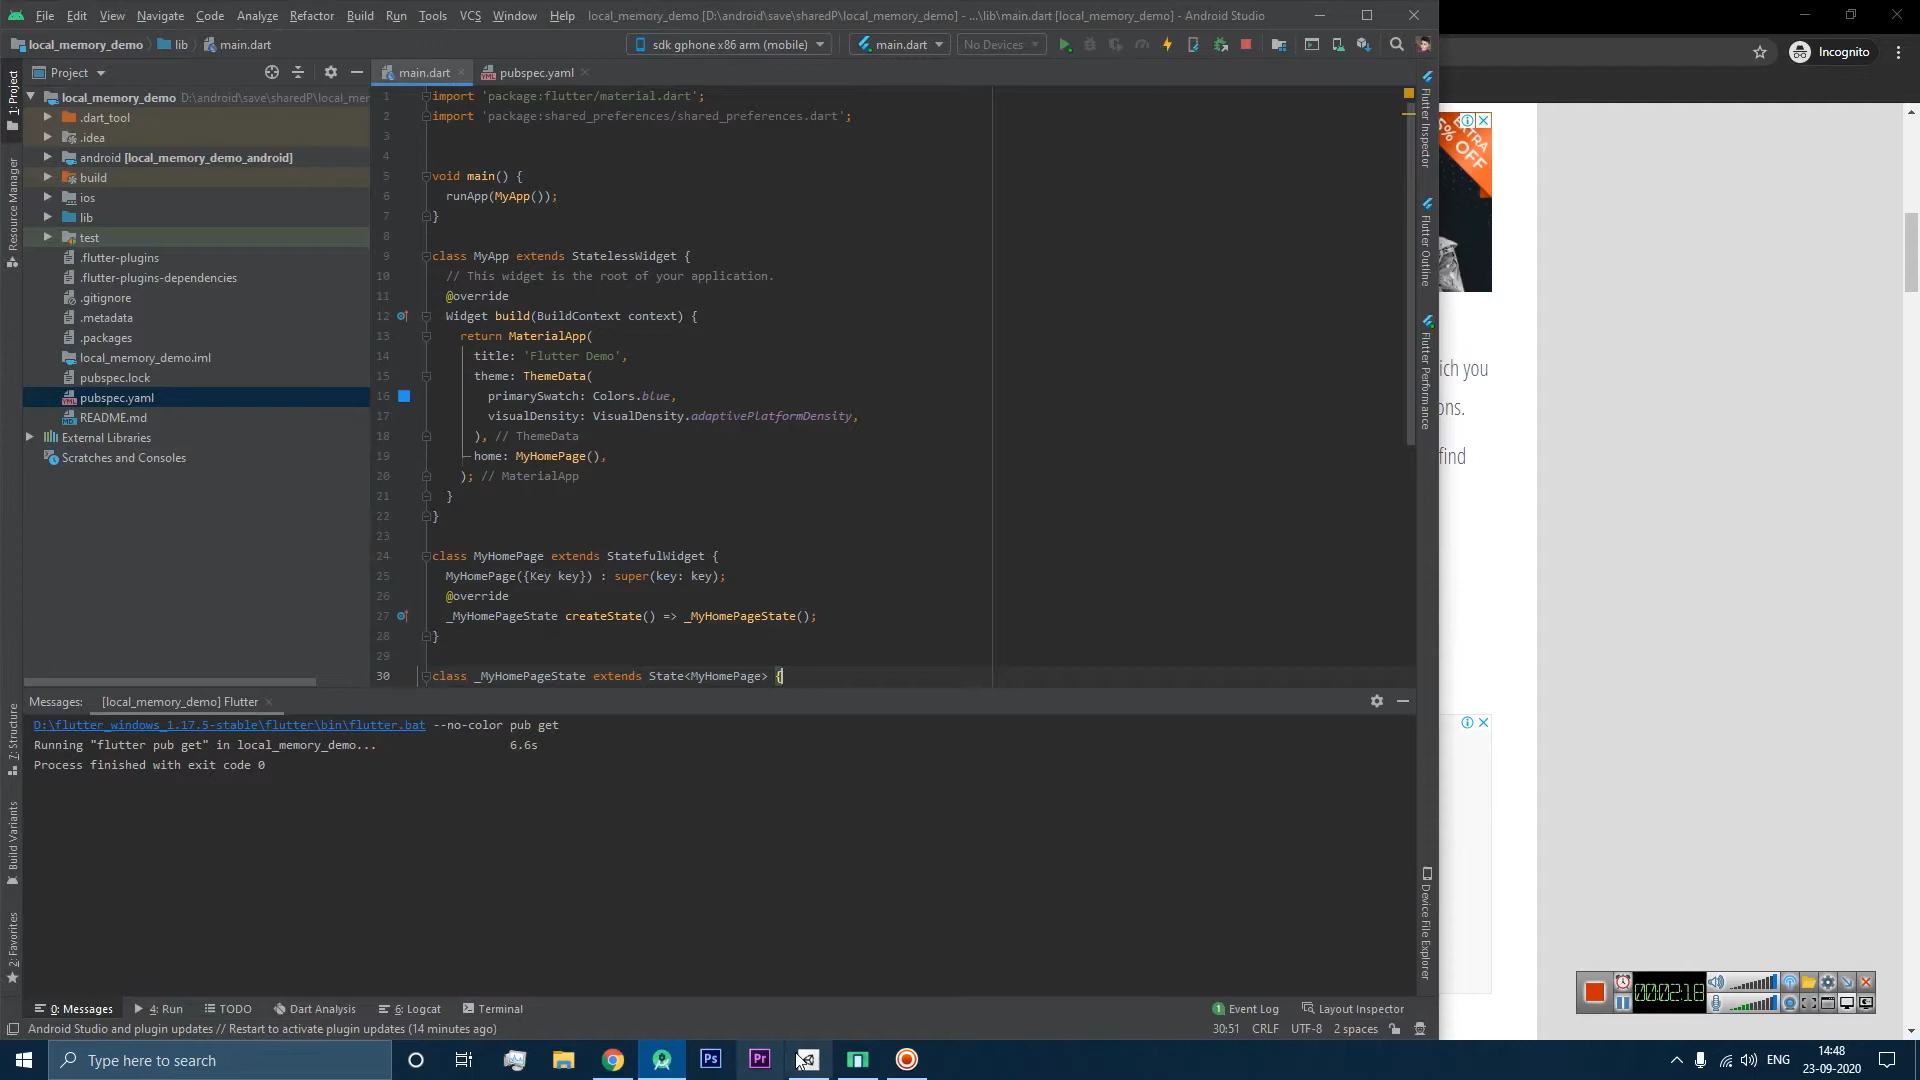 File Edit View Navigate Code Analyze Refactor Build Run Tools VCS Window Help local_memory_demo [D:\android\save\sharedP\local_memory_demo] - ...\lib\main.dart [local_memory_demo] - Android Studio
local_memory_demo lib main.dart sdk gphone x86 arm (mobile) main.dart No Devices
Incognito
Project main.dart pubspec.yaml
1: Project
Resource Manager
7: Structure
Build Variants
2: Favorites
local_memory_demo D:\android\save\sharedP\local_mer
.dart_tool
.idea
android [local_memory_demo_android]
build
ios
lib
test
.flutter-plugins
.flutter-plugins-dependencies
.gitignore
.metadata
.packages
local_memory_demo.iml
pubspec.lock
pubspec.yaml
README.md
External Libraries
Scratches and Consoles
1 import 'package:flutter/material.dart';
2 import 'package:shared_preferences/shared_preferences.dart';
3
4
5 void main() {
6 runApp(MyApp());
7 }
8
9 class MyApp extends StatelessWidget {
10 // This widget is the root of your application.
11 @override
12 Widget build(BuildContext context) {
13 return MaterialApp(
14 title: 'Flutter Demo',
15 theme: ThemeData(
16 primarySwatch: Colors.blue,
17 visualDensity: VisualDensity.adaptivePlatformDensity,
18 ), // ThemeData
19 home: MyHomePage(),
20 ); // MaterialApp
21 }
22 }
23
24 class MyHomePage extends StatefulWidget {
25 MyHomePage({Key key}) : super(key: key);
26 @override
27 _MyHomePageState createState() => _MyHomePageState();
28 }
29
30 class _MyHomePageState extends State<MyHomePage> {
Flutter Inspector
Flutter Outline
Flutter Performance
Device File Explorer
EXTRA
5% OFF
ich you
ons.
find
Messages: [local_memory_demo] Flutter
D:\flutter_windows_1.17.5-stable\flutter\bin\flutter.bat --no-color pub get
Running "flutter pub get" in local_memory_demo... 6.6s
Process finished with exit code 0
0: Messages 4: Run TODO Dart Analysis 6: Logcat Terminal Event Log Layout Inspector
Android Studio and plugin updates // Restart to activate plugin updates (14 minutes ago) 30:51 CRLF UTF-8 2 spaces
00:02:18
Type here to search Ps Pr ENG 14:48
23-09-2020